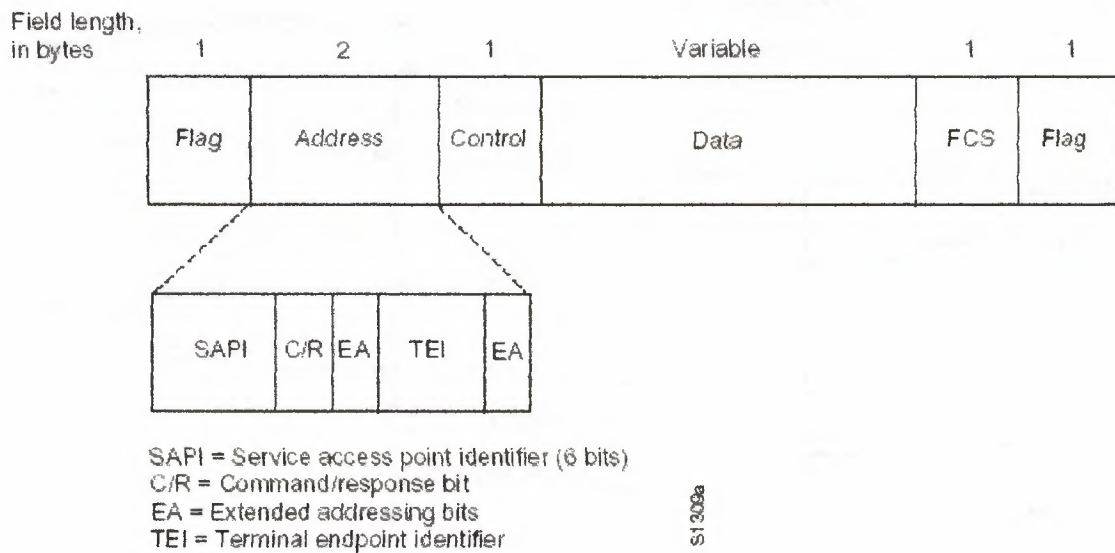 Field length,
in bytes 1 2 1 Variable 1 1
Flag Address Control Data FCS Flag
SAPI C/R EA TEI EA
SAPI = Service access point identifier (6 bits)
C/R = Command/response bit
EA = Extended addressing bits
TEI = Terminal endpoint identifier
S1309a